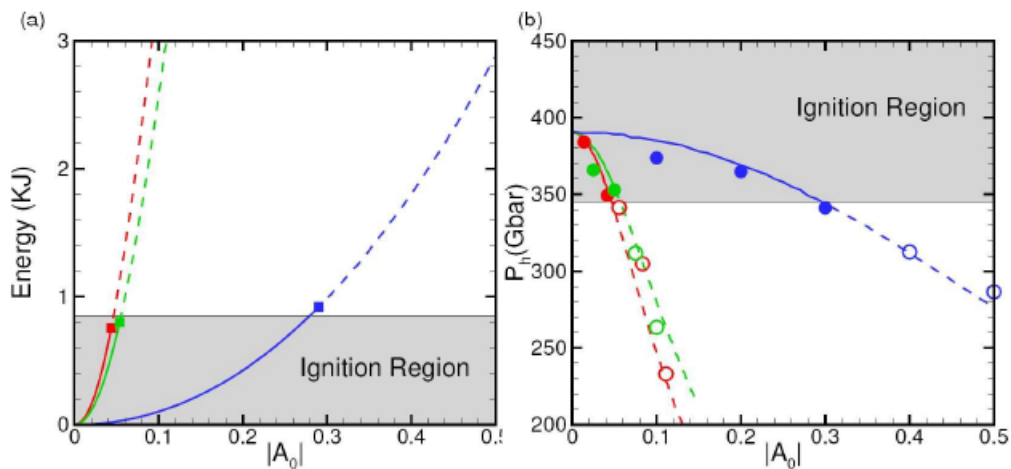 (a)
3
2
1
0
Energy (KJ)
Ignition Region
0 0.1 0.2 0.3 0.4 0.5
|A₀|
(b)
450
400
350
300
250
200
P_h(Gbar)
Ignition Region
0 0.1 0.2 0.3 0.4 0.5
|A₀|